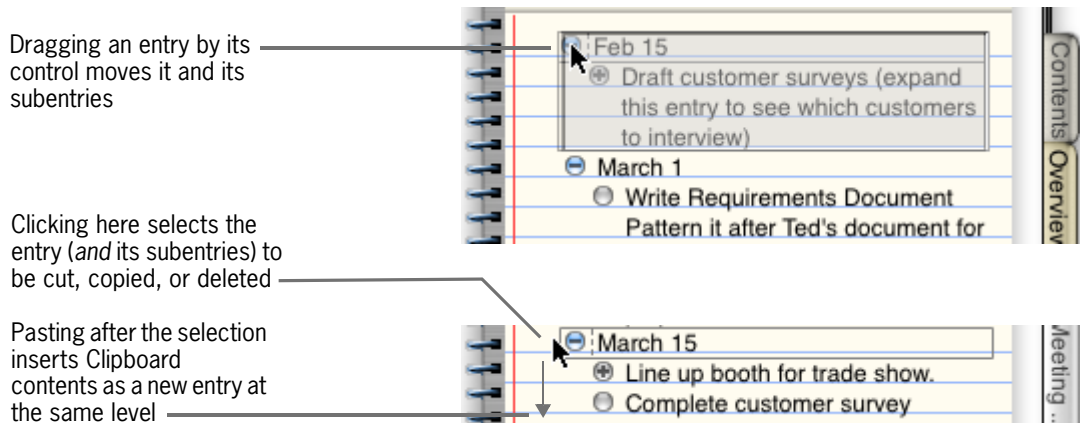 Dragging an entry by its
control moves it and its
subentries
Feb 15
Draft customer surveys (expand
this entry to see which customers
to interview)
March 1
Write Requirements Document
Pattern it after Ted's document for
Contents
Overview
Clicking here selects the
entry (and its subentries) to
be cut, copied, or deleted
Pasting after the selection
inserts Clipboard
contents as a new entry at
the same level
March 15
Line up booth for trade show.
Complete customer survey
Meeting ...